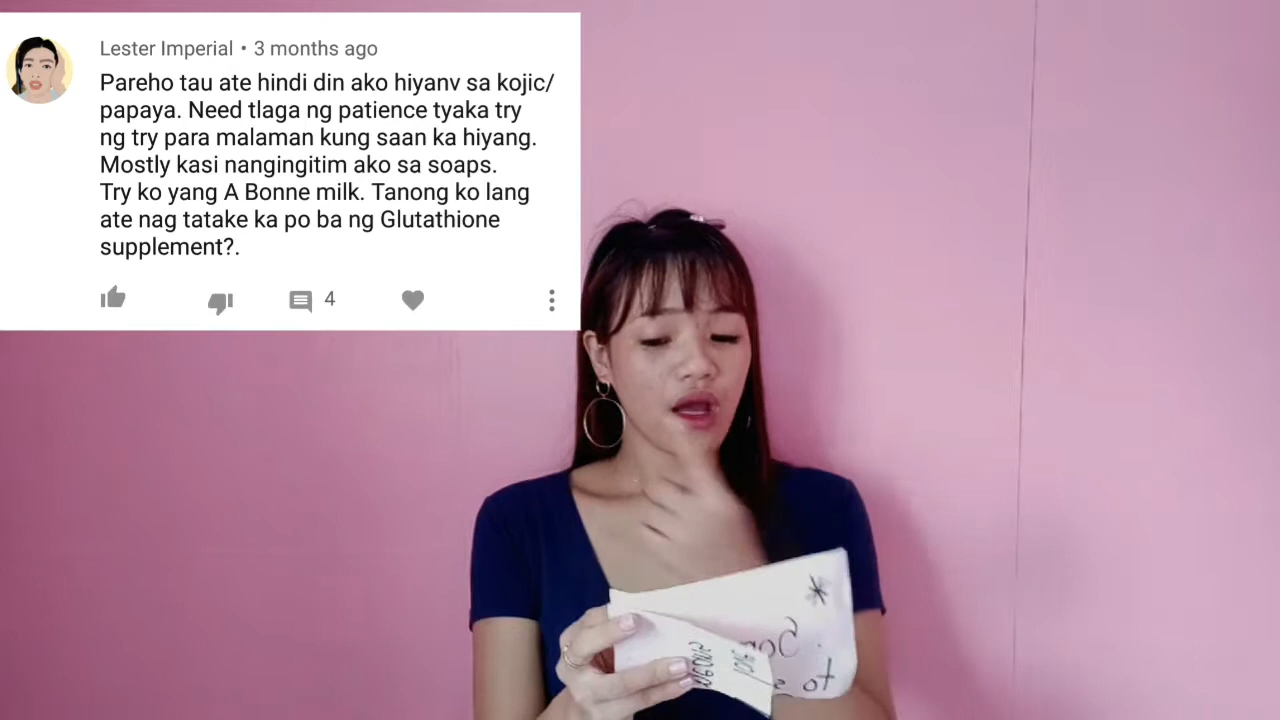 Lester Imperial • 3 months ago
Pareho tau ate hindi din ako hiyanv sa kojic/
papaya. Need tlaga ng patience tyaka try
ng try para malaman kung saan ka hiyang.
Mostly kasi nangingitim ako sa soaps.
Try ko yang A Bonne milk. Tanong ko lang
ate nag tatake ka po ba ng Glutathione
supplement?.
4